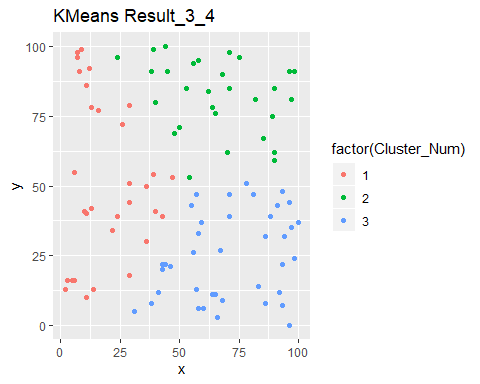 KMeans Result_3_4
100
75
50
25
0
y
0 25 50 75 100
x
factor(Cluster_Num)
1
2
3